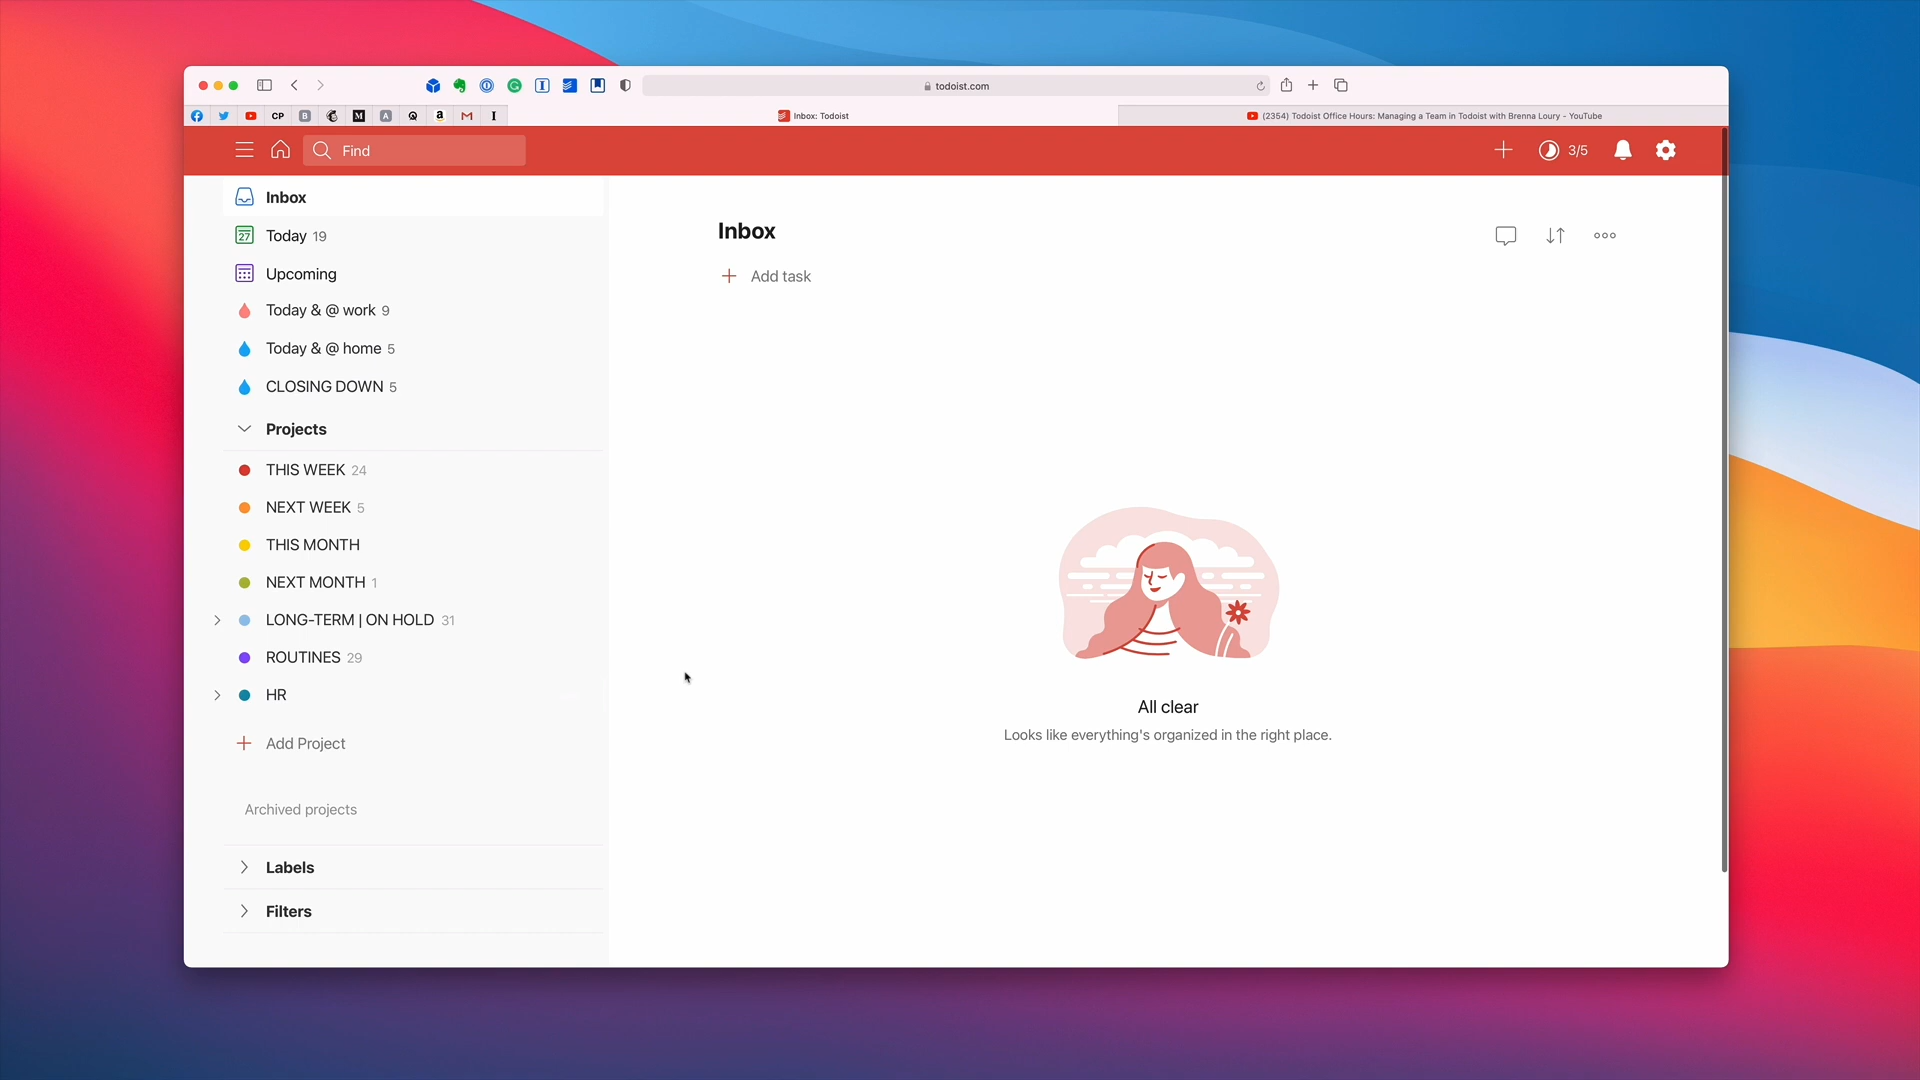 todoist.com
CP
B
M
A
a
M
I
Inbox: Todoist
(2354) Todoist Office Hours: Managing a Team in Todoist with Brenna Loury - YouTube
Find
3/5
Inbox
27 Today 19
Upcoming
Today & @ work 9
Today & @ home 5
CLOSING DOWN 5
Projects
THIS WEEK 24
NEXT WEEK 5
THIS MONTH
NEXT MONTH 1
LONG-TERM | ON HOLD 31
ROUTINES 29
HR
Add Project
Archived projects
Labels
Filters
Inbox
Add task
All clear
Looks like everything's organized in the right place.